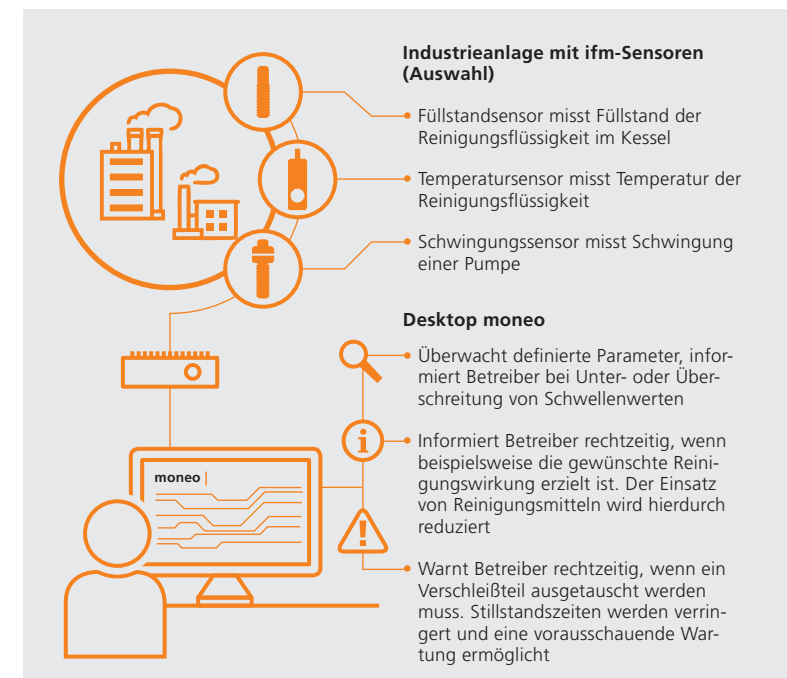 Industrieanlage mit ifm-Sensoren
(Auswahl)
Füllstandsensor misst Füllstand der
Reinigungsflüssigkeit im Kessel
Temperatursensor misst Temperatur der
Reinigungsflüssigkeit
Schwingungssensor misst Schwingung
einer Pumpe
Desktop moneo
Überwacht definierte Parameter, infor-
miert Betreiber bei Unter- oder Über-
schreitung von Schwellenwerten
Informiert Betreiber rechtzeitig, wenn
beispielsweise die gewünschte Reini-
gungswirkung erzielt ist. Der Einsatz
von Reinigungsmitteln wird hierdurch
reduziert
Warnt Betreiber rechtzeitig, wenn ein
Verschleißteil ausgetauscht werden
muss. Stillstandszeiten werden verrin-
gert und eine vorausschauende War-
tung ermöglicht
moneo |
i
!